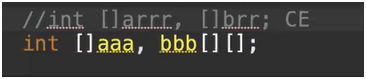 //int []arrr, []brr; CE
int []aaa, bbb[][];